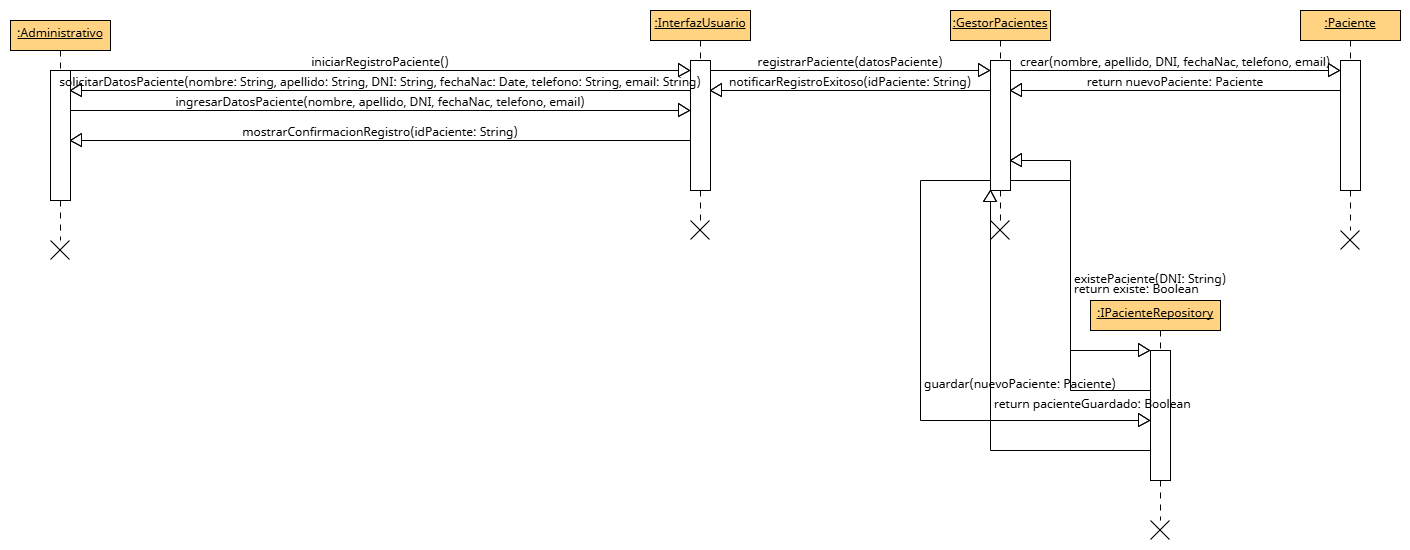 :Administrativo
:InterfazUsuario
:GestorPacientes
:Paciente
iniciarRegistroPaciente()
registrarPaciente(datosPaciente)
crear(nombre, apellido, DNI, fechaNac, telefono, email)
solicitarDatosPaciente(nombre: String, apellido: String, DNI: String, fechaNac: Date, telefono: String, email: String)
notificarRegistroExitoso(idPaciente: String)
return nuevoPaciente: Paciente
ingresarDatosPaciente(nombre, apellido, DNI, fechaNac, telefono, email)
mostrarConfirmacionRegistro(idPaciente: String)
existePaciente(DNI: String)
return existe: Boolean
:IPacienteRepository
guardar(nuevoPaciente: Paciente)
return pacienteGuardado: Boolean